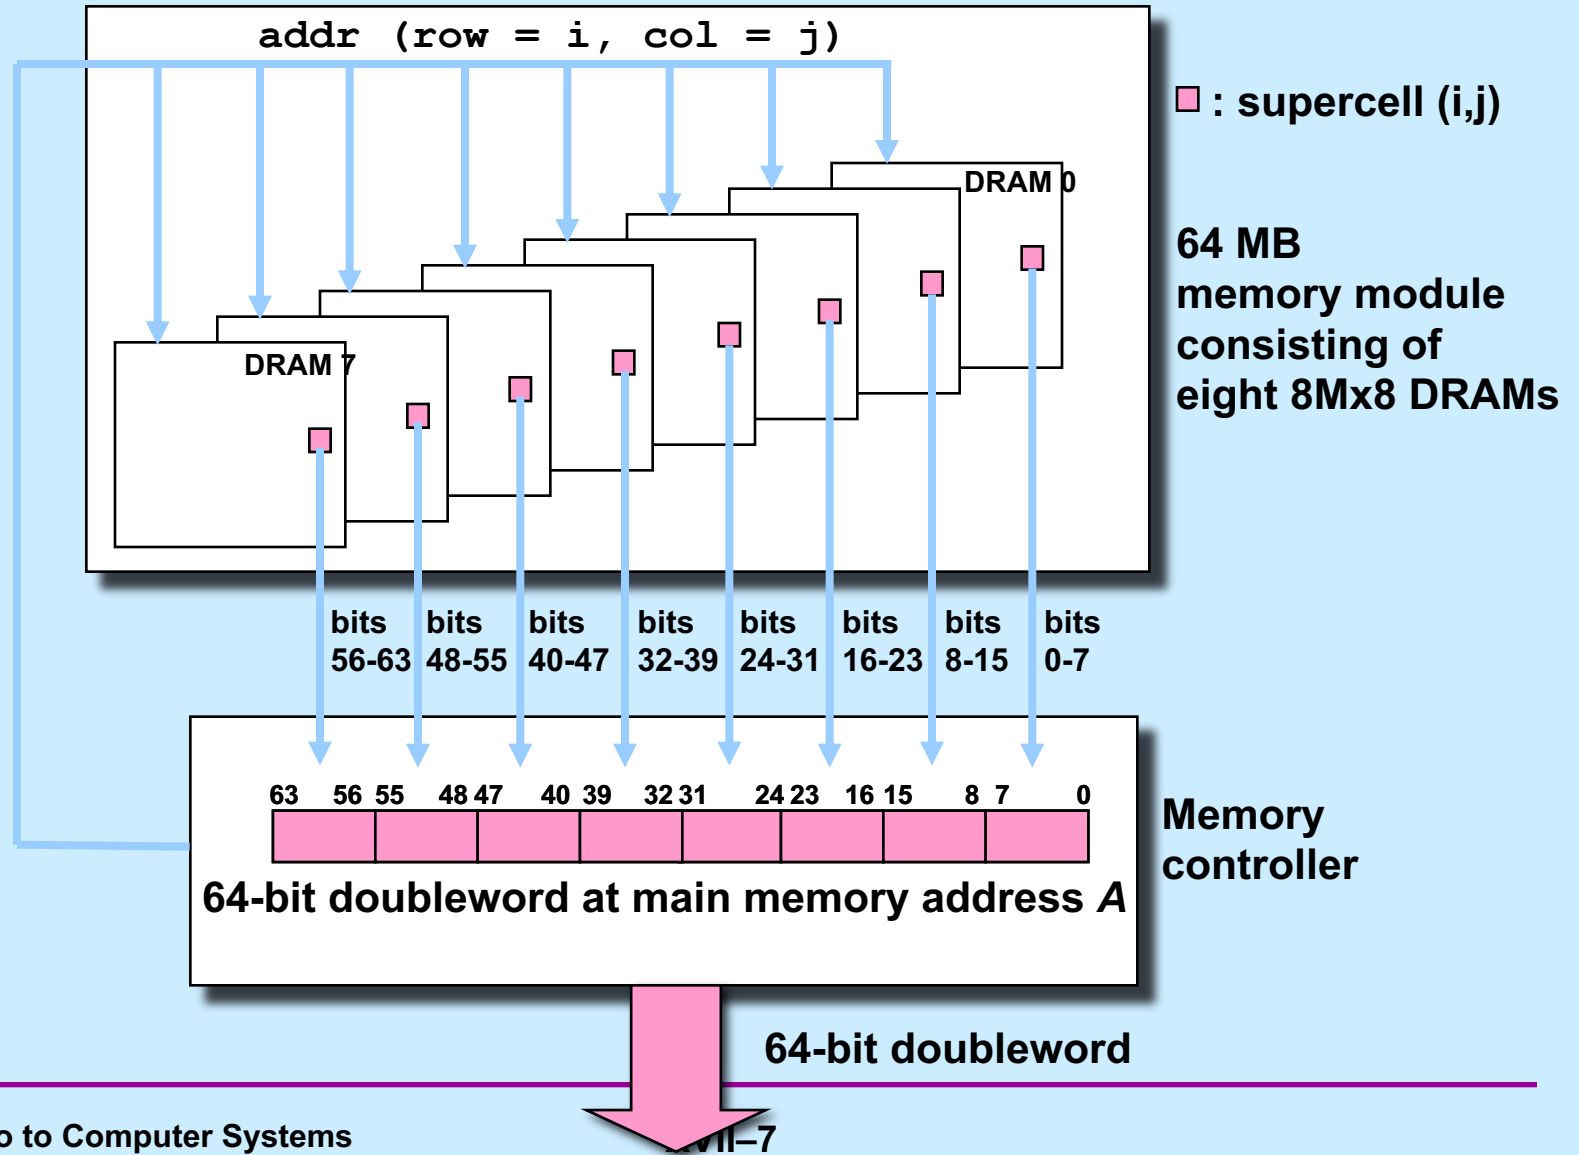 addr (row = i, col = j)
: supercell (i,j)
DRAM 0
64 MB
memory module
consisting of
eight 8Mx8 DRAMs
DRAM 7
bits bits bits bits bits bits bits bits
56-63 48-55 40-47 32-39 24-31 16-23 8-15 0-7
63 56 55 48 47 40 39 32 31 24 23 16 15 8 7 0
Memory
controller
64-bit doubleword at main memory address A
64-bit doubleword
o to Computer Systems
XVII–7